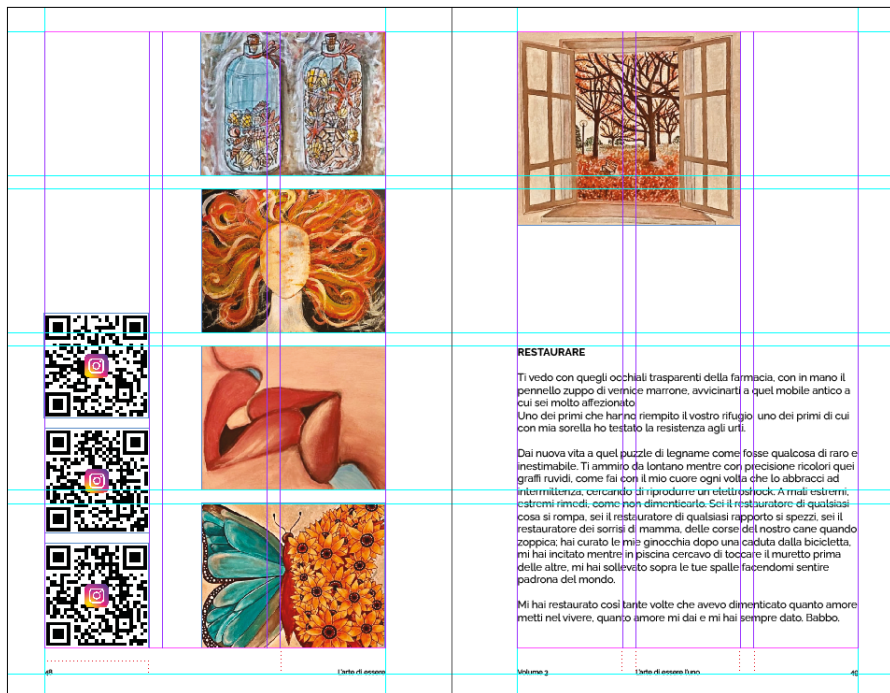 RESTAURARE
Ti vedo con quegli occhiali trasparenti della farmacia, con in mano il
pennello zuppo di vernice marrone, avvicinarti a quel mobile antico a
cui sei molto affezionato.
Uno dei primi che hanno riempito il vostro rifugio, uno dei primi di cui
con mia sorella ho testato la resistenza agli urti.
Dai nuova vita a quel puzzle di legname come fosse qualcosa di raro e
inestimabile. Ti ammiro da lontano mentre con precisione ricolori quei
graffi ruvidi, come fai con il mio cuore ogni volta che lo abbracci ad
intermittenza, cercando di riprodurre un elettroshock. A mali estremi,
estremi rimedi, come non dimenticarlo. Sei il restauratore di qualsiasi
cosa si rompa, sei il restauratore di qualsiasi rapporto si spezzi, sei il
restauratore dei sorrisi di mamma, delle corse del nostro cane quando
zoppica; hai curato le mie ginocchia dopo una caduta dalla bicicletta,
mi hai incitato mentre in piscina cercavo di toccare il muretto prima
delle altre, mi hai sollevato sopra le tue spalle facendomi sentire
padrona del mondo.
Mi hai restaurato così tante volte che avevo dimenticato quanto amore
metti nel vivere, quanto amore mi dai e mi hai sempre dato. Babbo.
48 L'arte di essere
Volume 3 L'arte di essere l'uno 49